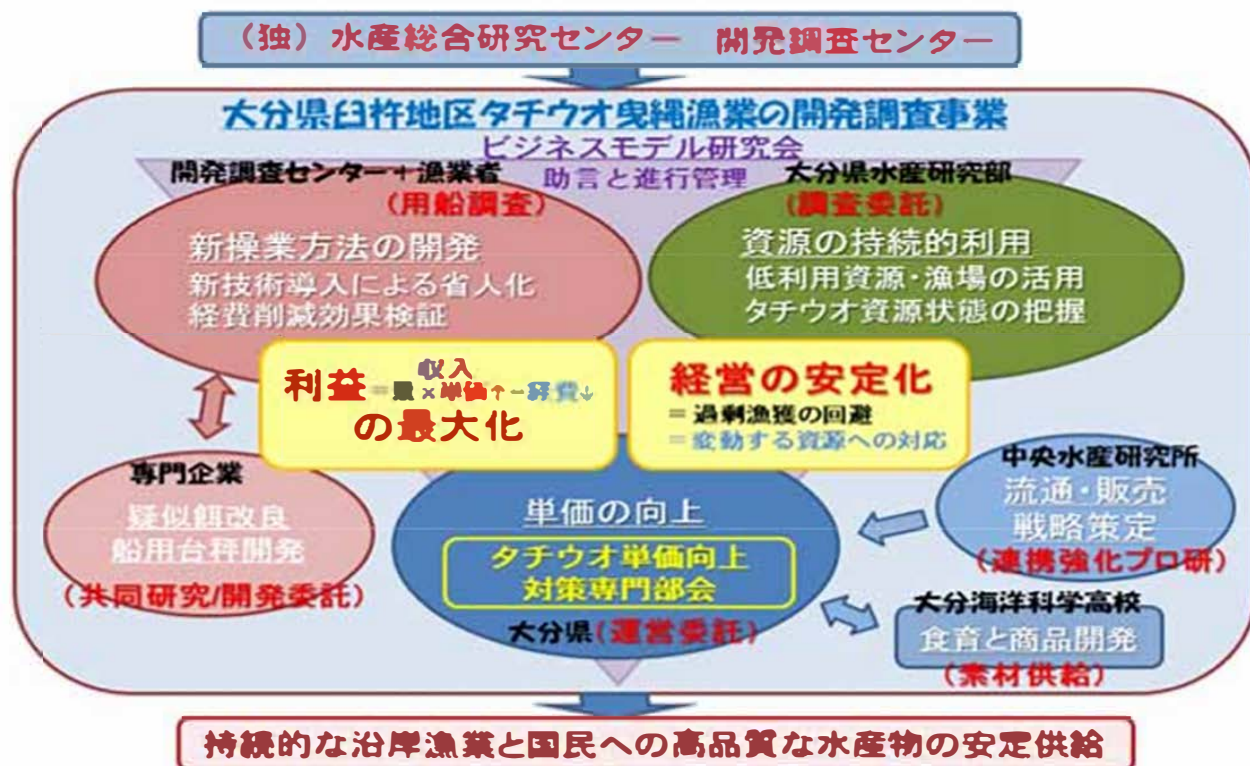 （独）水産総合研究センター　開発調査センター
大分県臼杵地区タチウオ曳縄漁業の開発調査事業
ビジネスモデル研究会
助言と進行管理
開発調査センター＋漁業者
(用船調査)
新操業方法の開発
新技術導入による省人化
経費削減効果検証
大分県水産研究部
(調査委託)
資源の持続的利用
低利用資源・漁場の活用
タチウオ資源状態の把握
収入
利益＝量×単価↑－経費↓
の最大化
経営の安定化
＝過剰漁獲の回避
＝変動する資源への対応
専門企業
疑似餌改良
船用台秤開発
(共同研究/開発委託)
単価の向上
タチウオ単価向上
対策専門部会
大分県(運営委託)
中央水産研究所
流通・販売
戦略策定
(連携強化プロ研)
大分海洋科学高校
食育と商品開発
(素材供給)
持続的な沿岸漁業と国民への高品質な水産物の安定供給